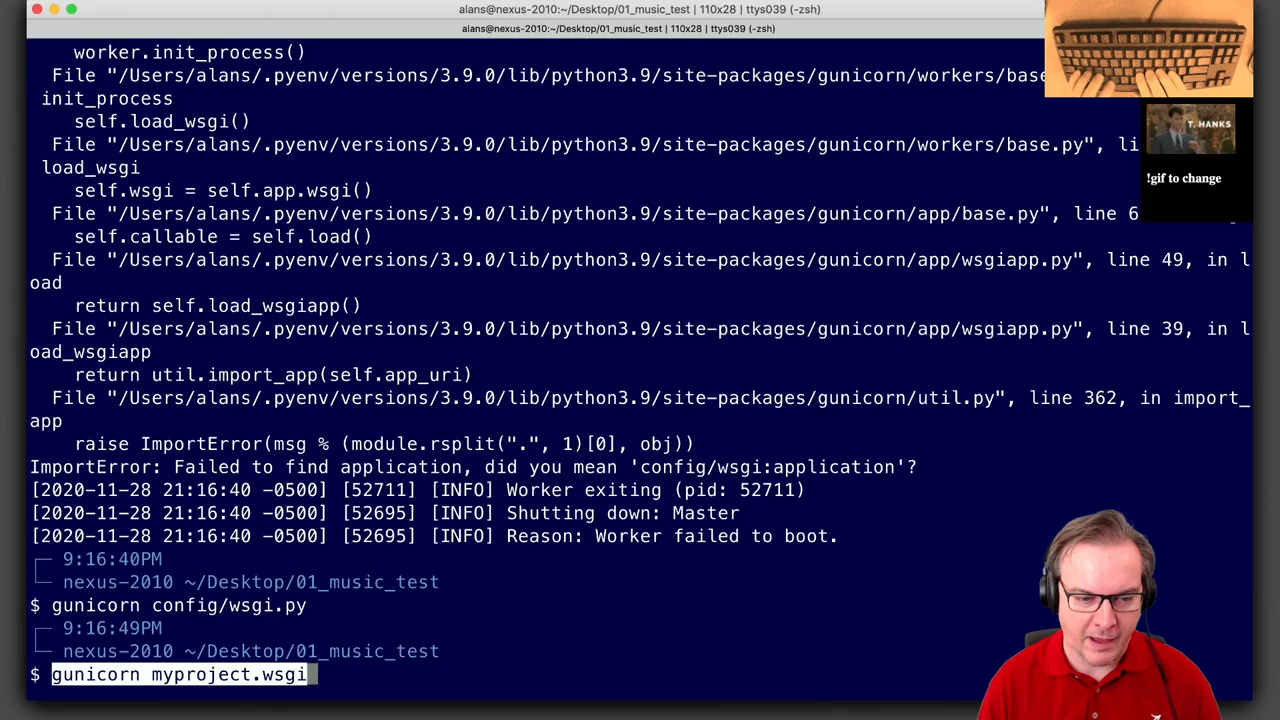 alans@nexus-2010:~/Desktop/01_music_test | 110x28 | ttys039 (-zsh)
alans@nexus-2010:~/Desktop/01_music_test | 110x28 | ttys039 (-zsh)
worker.init_process()
File "/Users/alans/.pyenv/versions/3.9.0/lib/python3.9/site-packages/gunicorn/workers/base
init_process
self.load_wsgi()
File "/Users/alans/.pyenv/versions/3.9.0/lib/python3.9/site-packages/gunicorn/workers/base.py", li
load_wsgi
self.wsgi = self.app.wsgi()
File "/Users/alans/.pyenv/versions/3.9.0/lib/python3.9/site-packages/gunicorn/app/base.py", line 6
self.callable = self.load()
File "/Users/alans/.pyenv/versions/3.9.0/lib/python3.9/site-packages/gunicorn/app/wsgiapp.py", line 49, in l
oad
return self.load_wsgiapp()
File "/Users/alans/.pyenv/versions/3.9.0/lib/python3.9/site-packages/gunicorn/app/wsgiapp.py", line 39, in l
oad_wsgiapp
return util.import_app(self.app_uri)
File "/Users/alans/.pyenv/versions/3.9.0/lib/python3.9/site-packages/gunicorn/util.py", line 362, in import_
app
raise ImportError(msg % (module.rsplit(".", 1)[0], obj))
ImportError: Failed to find application, did you mean 'config/wsgi:application'?
[2020-11-28 21:16:40 -0500] [52711] [INFO] Worker exiting (pid: 52711)
[2020-11-28 21:16:40 -0500] [52695] [INFO] Shutting down: Master
[2020-11-28 21:16:40 -0500] [52695] [INFO] Reason: Worker failed to boot.
9:16:40PM
nexus-2010 ~/Desktop/01_music_test
$ gunicorn config/wsgi.py
9:16:49PM
nexus-2010 ~/Desktop/01_music_test
$ gunicorn myproject.wsgi
T. HANKS
!gif to change